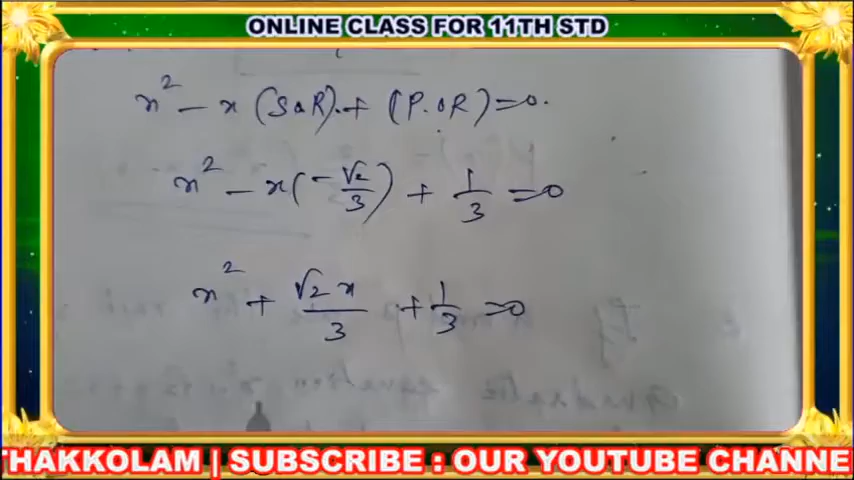 ONLINE CLASS FOR 11TH STD
x² - x (S.O.R) + (P.O.R) = 0.
x² - x(-√2/3) + 1/3 = 0
x² + √2 x/3 + 1/3 = 0
THAKKOLAM | SUBSCRIBE : OUR YOUTUBE CHANNE